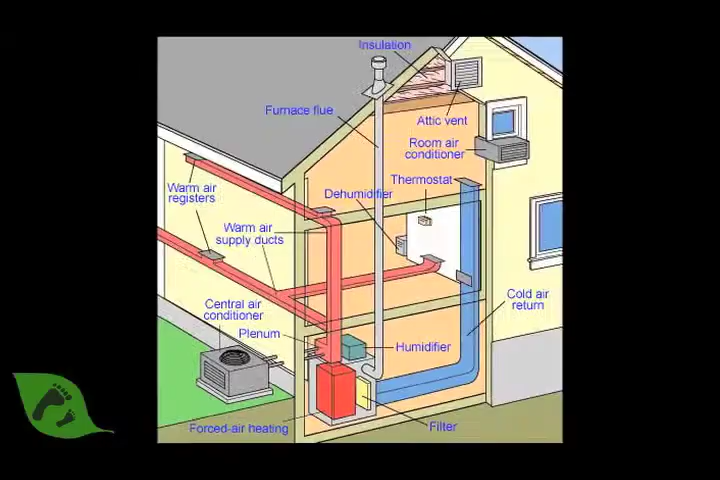 Insulation
Furnace flue
Attic vent
Room air
conditioner
Thermostat
Dehumidifier
Warm air
registers
Warm air
supply ducts
Cold air
return
Central air
conditioner
Plenum
Humidifier
Forced-air heating
Filter